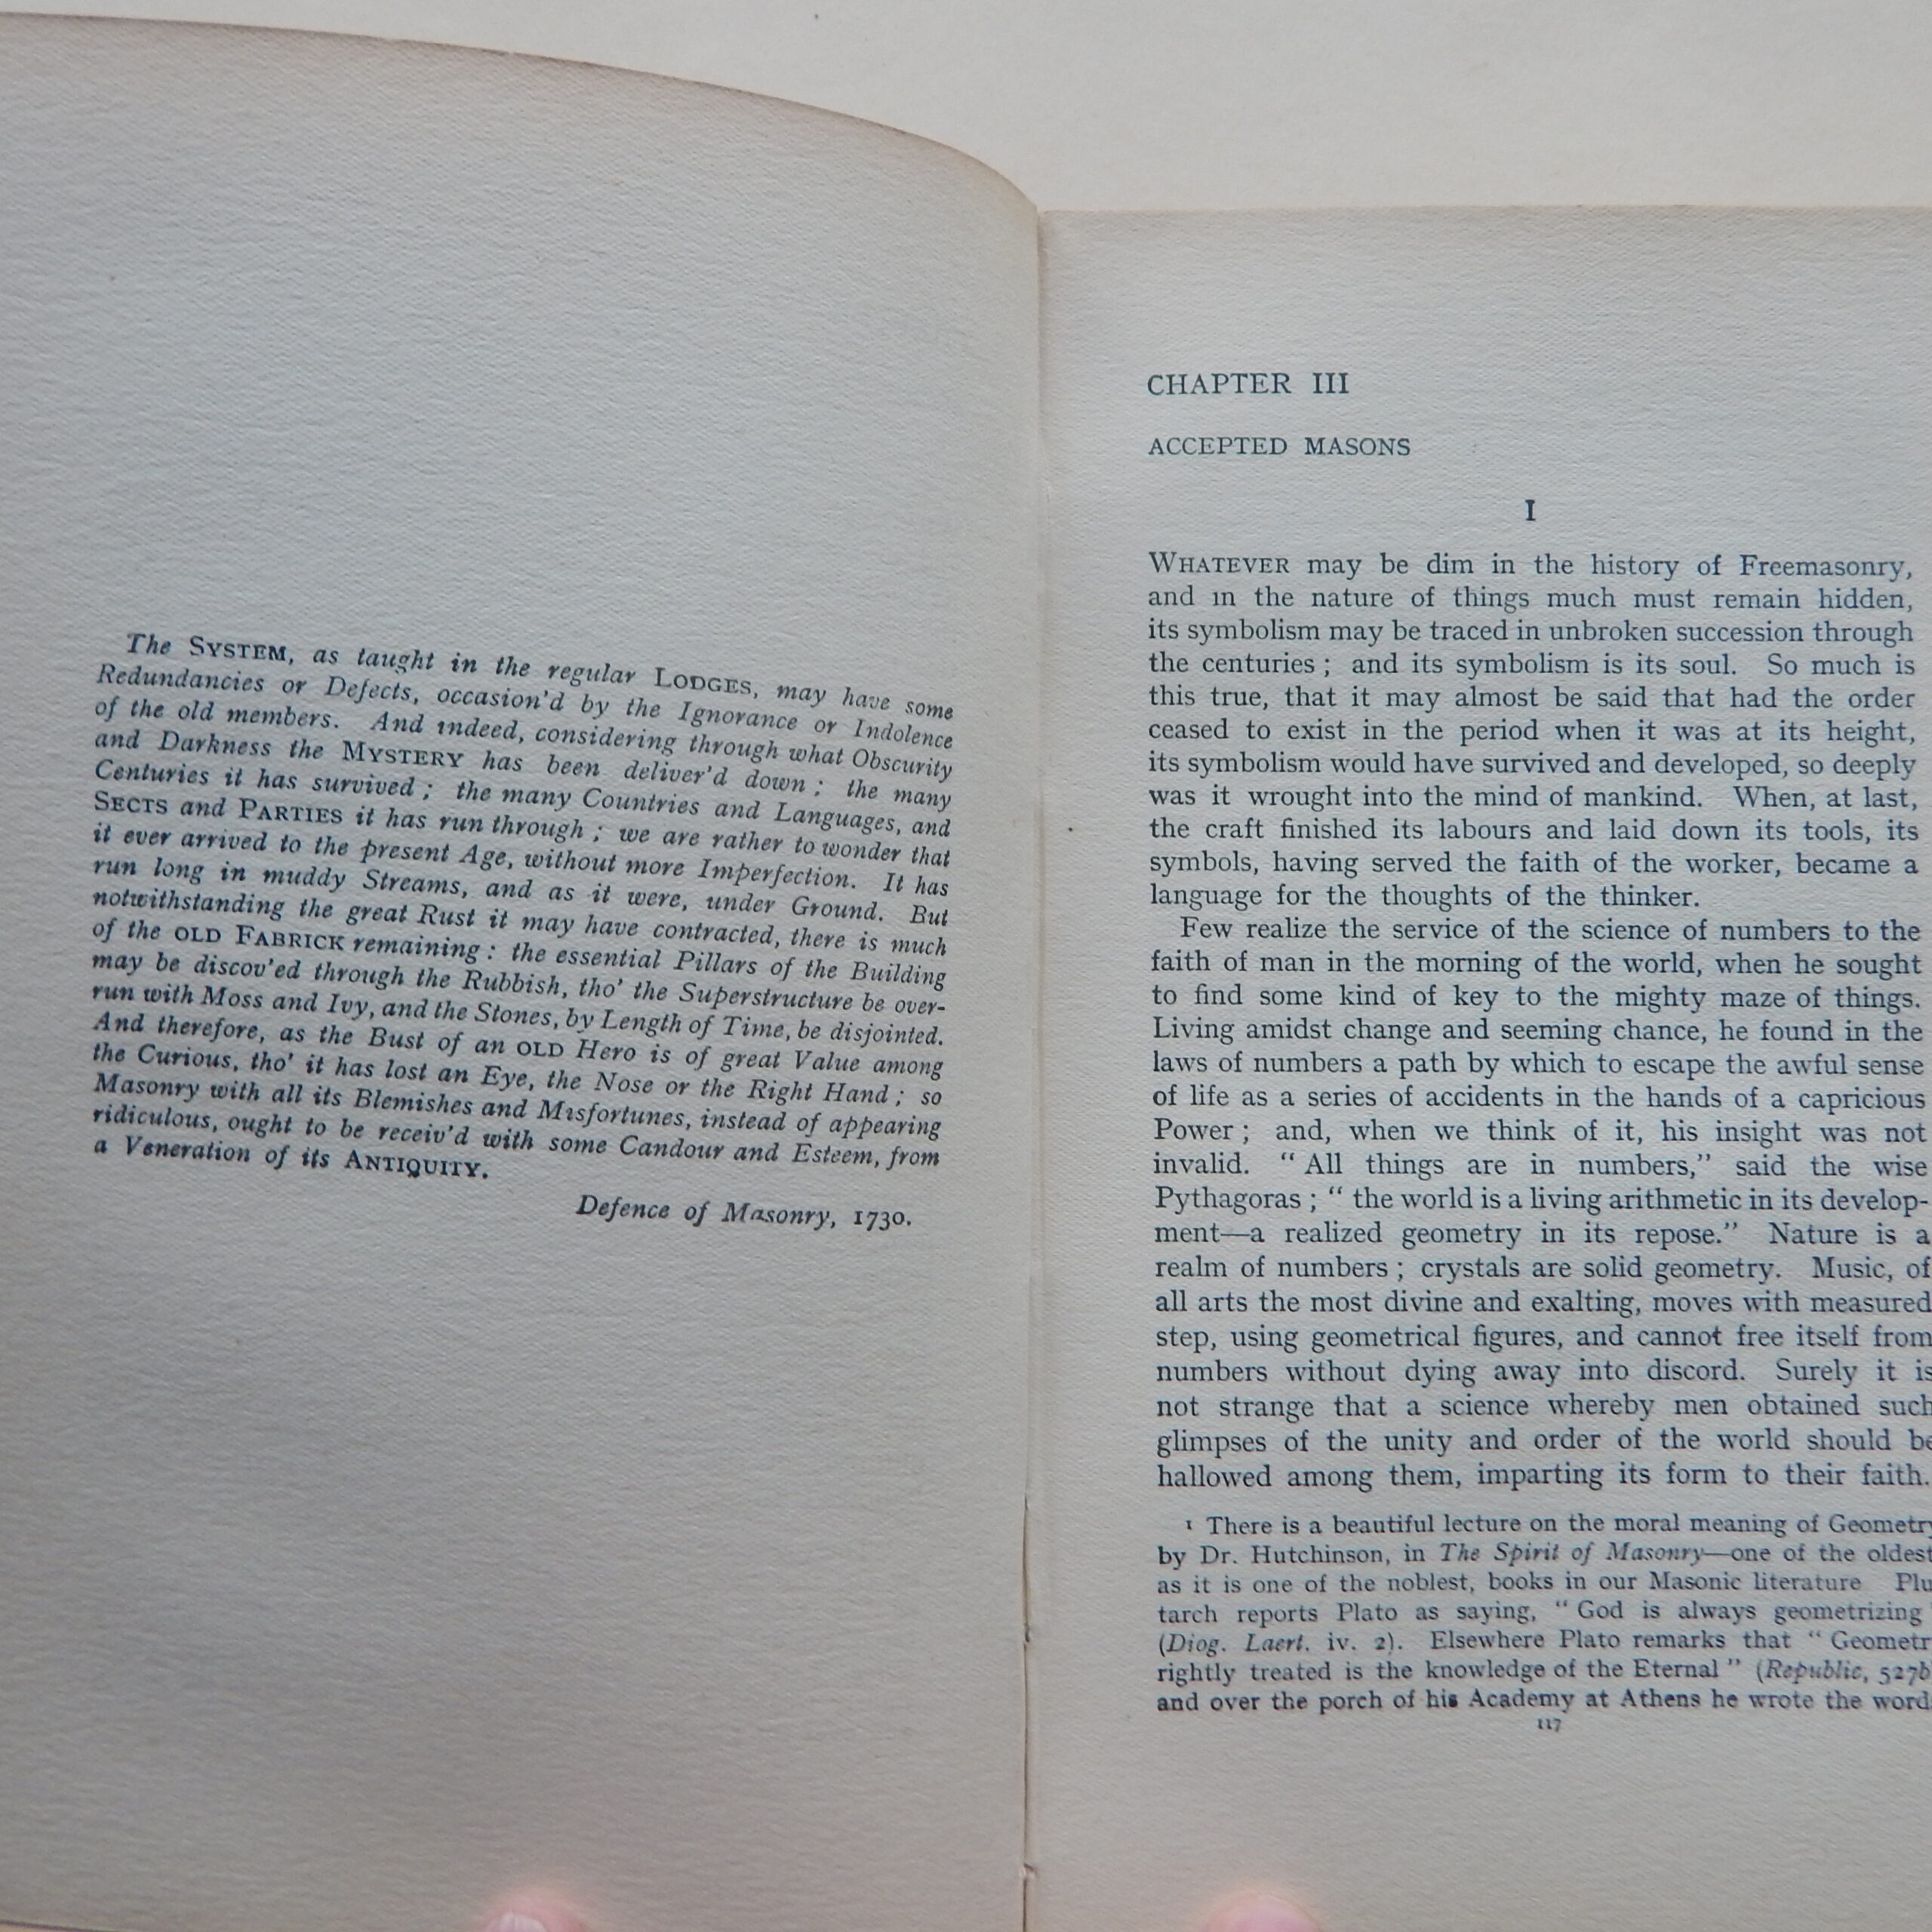 The SYSTEM, as taught in the regular LODGES, may have some
Redundancies or Defects, occasion'd by the Ignorance or Indolence
of the old members. And indeed, considering through what Obscurity
and Darkness the MYSTERY has been deliver'd down; the many
Centuries it has survived; the many Countries and Languages, and
SECTS and PARTIES it has run through; we are rather to wonder that
it ever arrived to the present Age, without more Imperfection. It has
run long in muddy Streams, and as it were, under Ground. But
notwithstanding the great Rust it may have contracted, there is much
of the OLD FABRICK remaining: the essential Pillars of the Building
may be discov'ed through the Rubbish, tho' the Superstructure be over-
run with Moss and Ivy, and the Stones, by Length of Time, be disjointed.
And therefore, as the Bust of an OLD Hero is of great Value among
the Curious, tho' it has lost an Eye, the Nose or the Right Hand; so
Masonry with all its Blemishes and Misfortunes, instead of appearing
ridiculous, ought to be receiv'd with some Candour and Esteem, from
a Veneration of its ANTIQUITY.
Defence of Masonry, 1730.
CHAPTER III
ACCEPTED MASONS
I
WHATEVER may be dim in the history of Freemasonry,
and in the nature of things much must remain hidden,
its symbolism may be traced in unbroken succession through
the centuries; and its symbolism is its soul. So much is
this true, that it may almost be said that had the order
ceased to exist in the period when it was at its height,
its symbolism would have survived and developed, so deeply
was it wrought into the mind of mankind. When, at last,
the craft finished its labours and laid down its tools, its
symbols, having served the faith of the worker, became a
language for the thoughts of the thinker.
Few realize the service of the science of numbers to the
faith of man in the morning of the world, when he sought
to find some kind of key to the mighty maze of things.
Living amidst change and seeming chance, he found in the
laws of numbers a path by which to escape the awful sense
of life as a series of accidents in the hands of a capricious
Power; and, when we think of it, his insight was not
invalid. "All things are in numbers," said the wise
Pythagoras; "the world is a living arithmetic in its develop-
ment—a realized geometry in its repose." Nature is a
realm of numbers; crystals are solid geometry. Music, of
all arts the most divine and exalting, moves with measured
step, using geometrical figures, and cannot free itself from
numbers without dying away into discord. Surely it is
not strange that a science whereby men obtained such
glimpses of the unity and order of the world should be
hallowed among them, imparting its form to their faith.
1 There is a beautiful lecture on the moral meaning of Geometry
by Dr. Hutchinson, in The Spirit of Masonry—one of the oldest
as it is one of the noblest, books in our Masonic literature Plu
tarch reports Plato as saying, "God is always geometrizing"
(Diog. Laert. iv. 2). Elsewhere Plato remarks that "Geometr
rightly treated is the knowledge of the Eternal" (Republic, 527b
and over the porch of his Academy at Athens he wrote the word
117